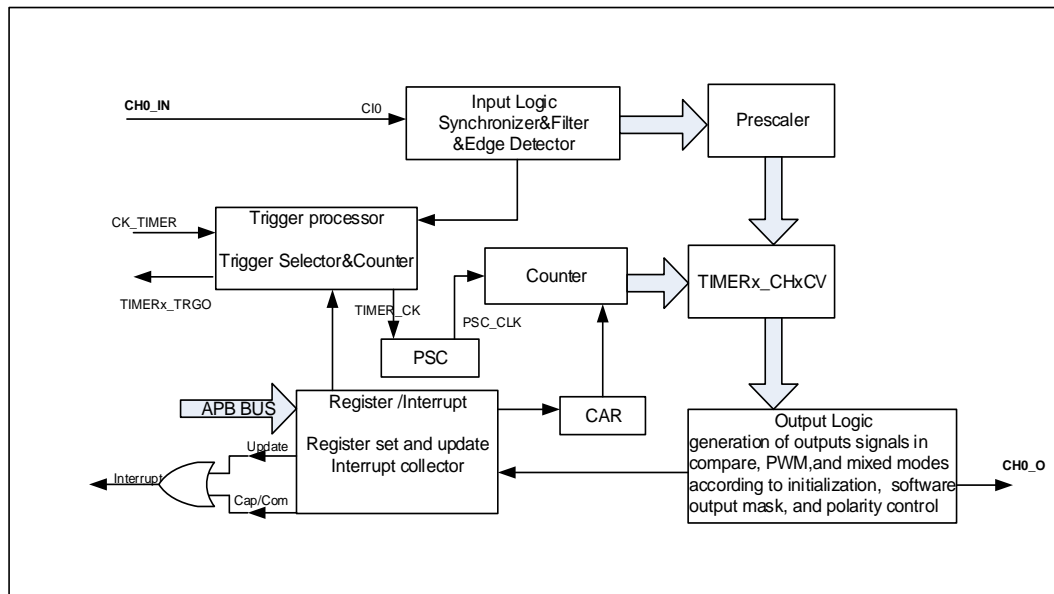 CH0_IN
CI0
Input Logic
Synchronizer&Filter
&Edge Detector
Prescaler
CK_TIMER
Trigger processor
Trigger Selector&Counter
TIMERx_TRGO
Counter
TIMERx_CHxCV
TIMER_CK
PSC_CLK
PSC
APB BUS
Register /Interrupt
Register set and update
Interrupt collector
CAR
Update
Interrupt
Cap/Com
Output Logic
generation of outputs signals in
compare, PWM,and mixed modes
according to initialization, software
output mask, and polarity control
CH0_O